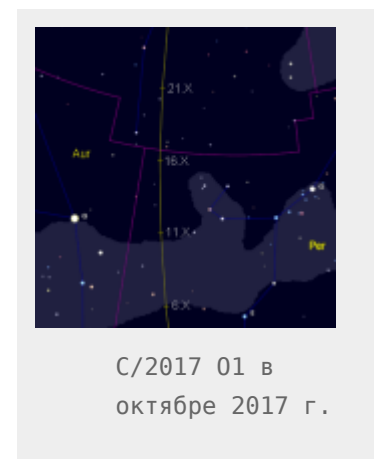 21.X
Aur
16.X
11.X
Per
6.X
α
α
ε
C/2017 O1 в
октябре 2017 г.